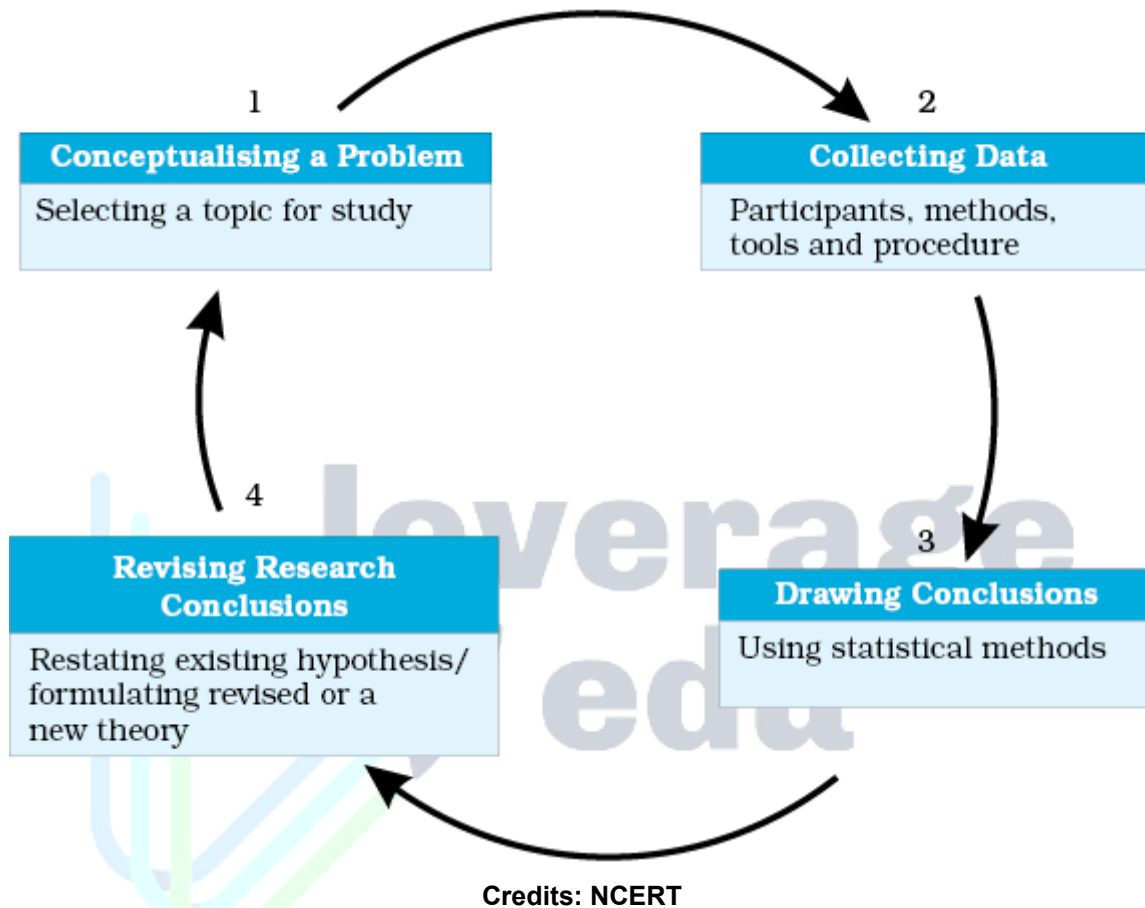 1
Conceptualising a Problem
Selecting a topic for study
2
Collecting Data
Participants, methods,
tools and procedure
3
Drawing Conclusions
Using statistical methods
4
Revising Research
Conclusions
Restating existing hypothesis/
formulating revised or a
new theory
leverage
edu
Credits: NCERT